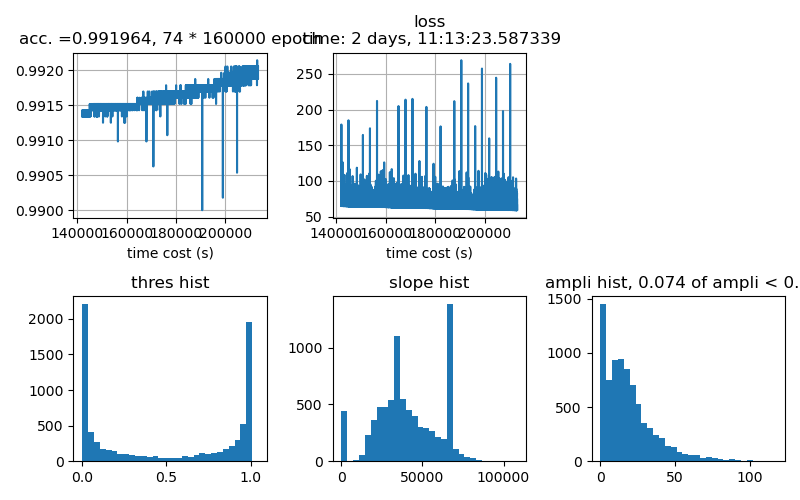 loss
acc. =0.991964, 74 * 160000 epoch
time: 2 days, 11:13:23.587339
0.9920
0.9915
0.9910
0.9905
0.9900
140000 160000 180000 200000
time cost (s)
250
200
150
100
50
140000 160000 180000 200000
time cost (s)
thres hist
2000
1500
1000
500
0
0.0 0.5 1.0
slope hist
1000
500
0
0 50000 100000
ampli hist, 0.074 of ampli < 0.
1500
1000
500
0
0 50 100